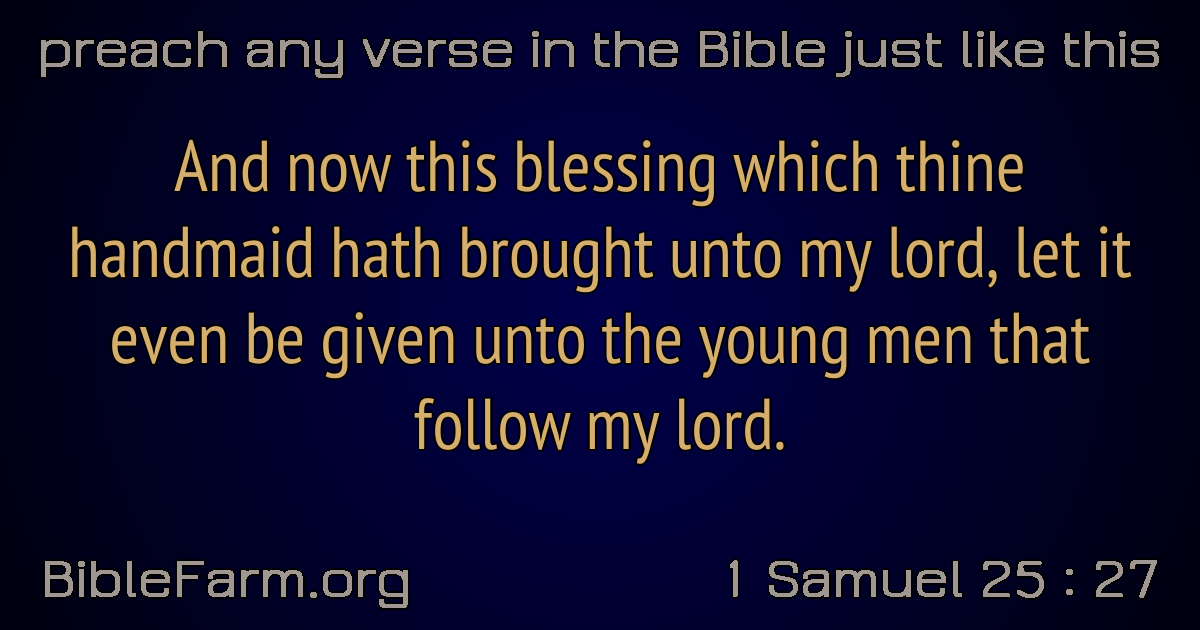 preach any verse in the Bible just like this
And now this blessing which thine
handmaid hath brought unto my lord, let it
even be given unto the young men that
follow my lord.
BibleFarm.org
1 Samuel 25 : 27